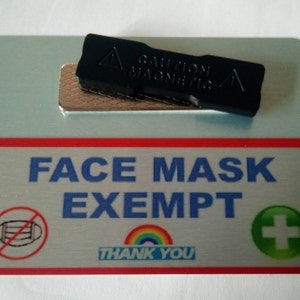 CAUTION
MAGNETIC
FACE MASK
EXEMPT
THANK YOU